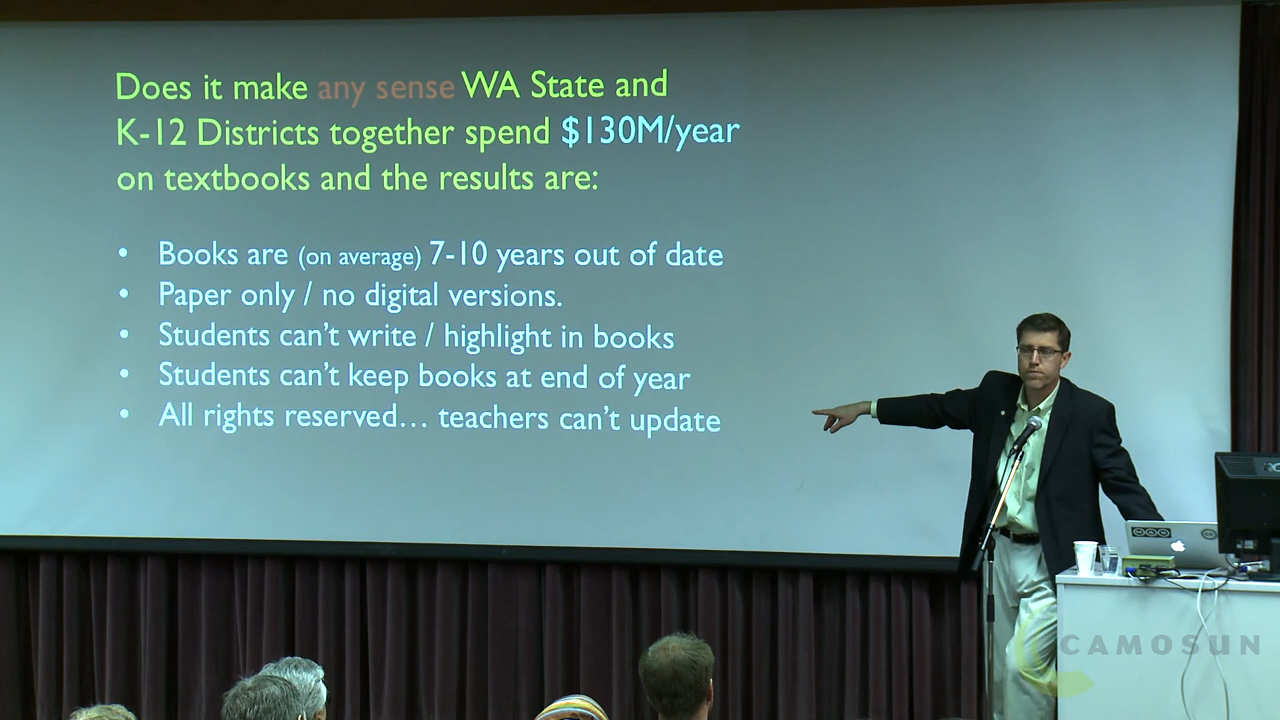 Does it make any sense WA State and
K-12 Districts together spend $130M/year
on textbooks and the results are:
• Books are (on average) 7-10 years out of date
• Paper only / no digital versions.
• Students can't write / highlight in books
• Students can't keep books at end of year
• All rights reserved... teachers can't update
CAMOSUN